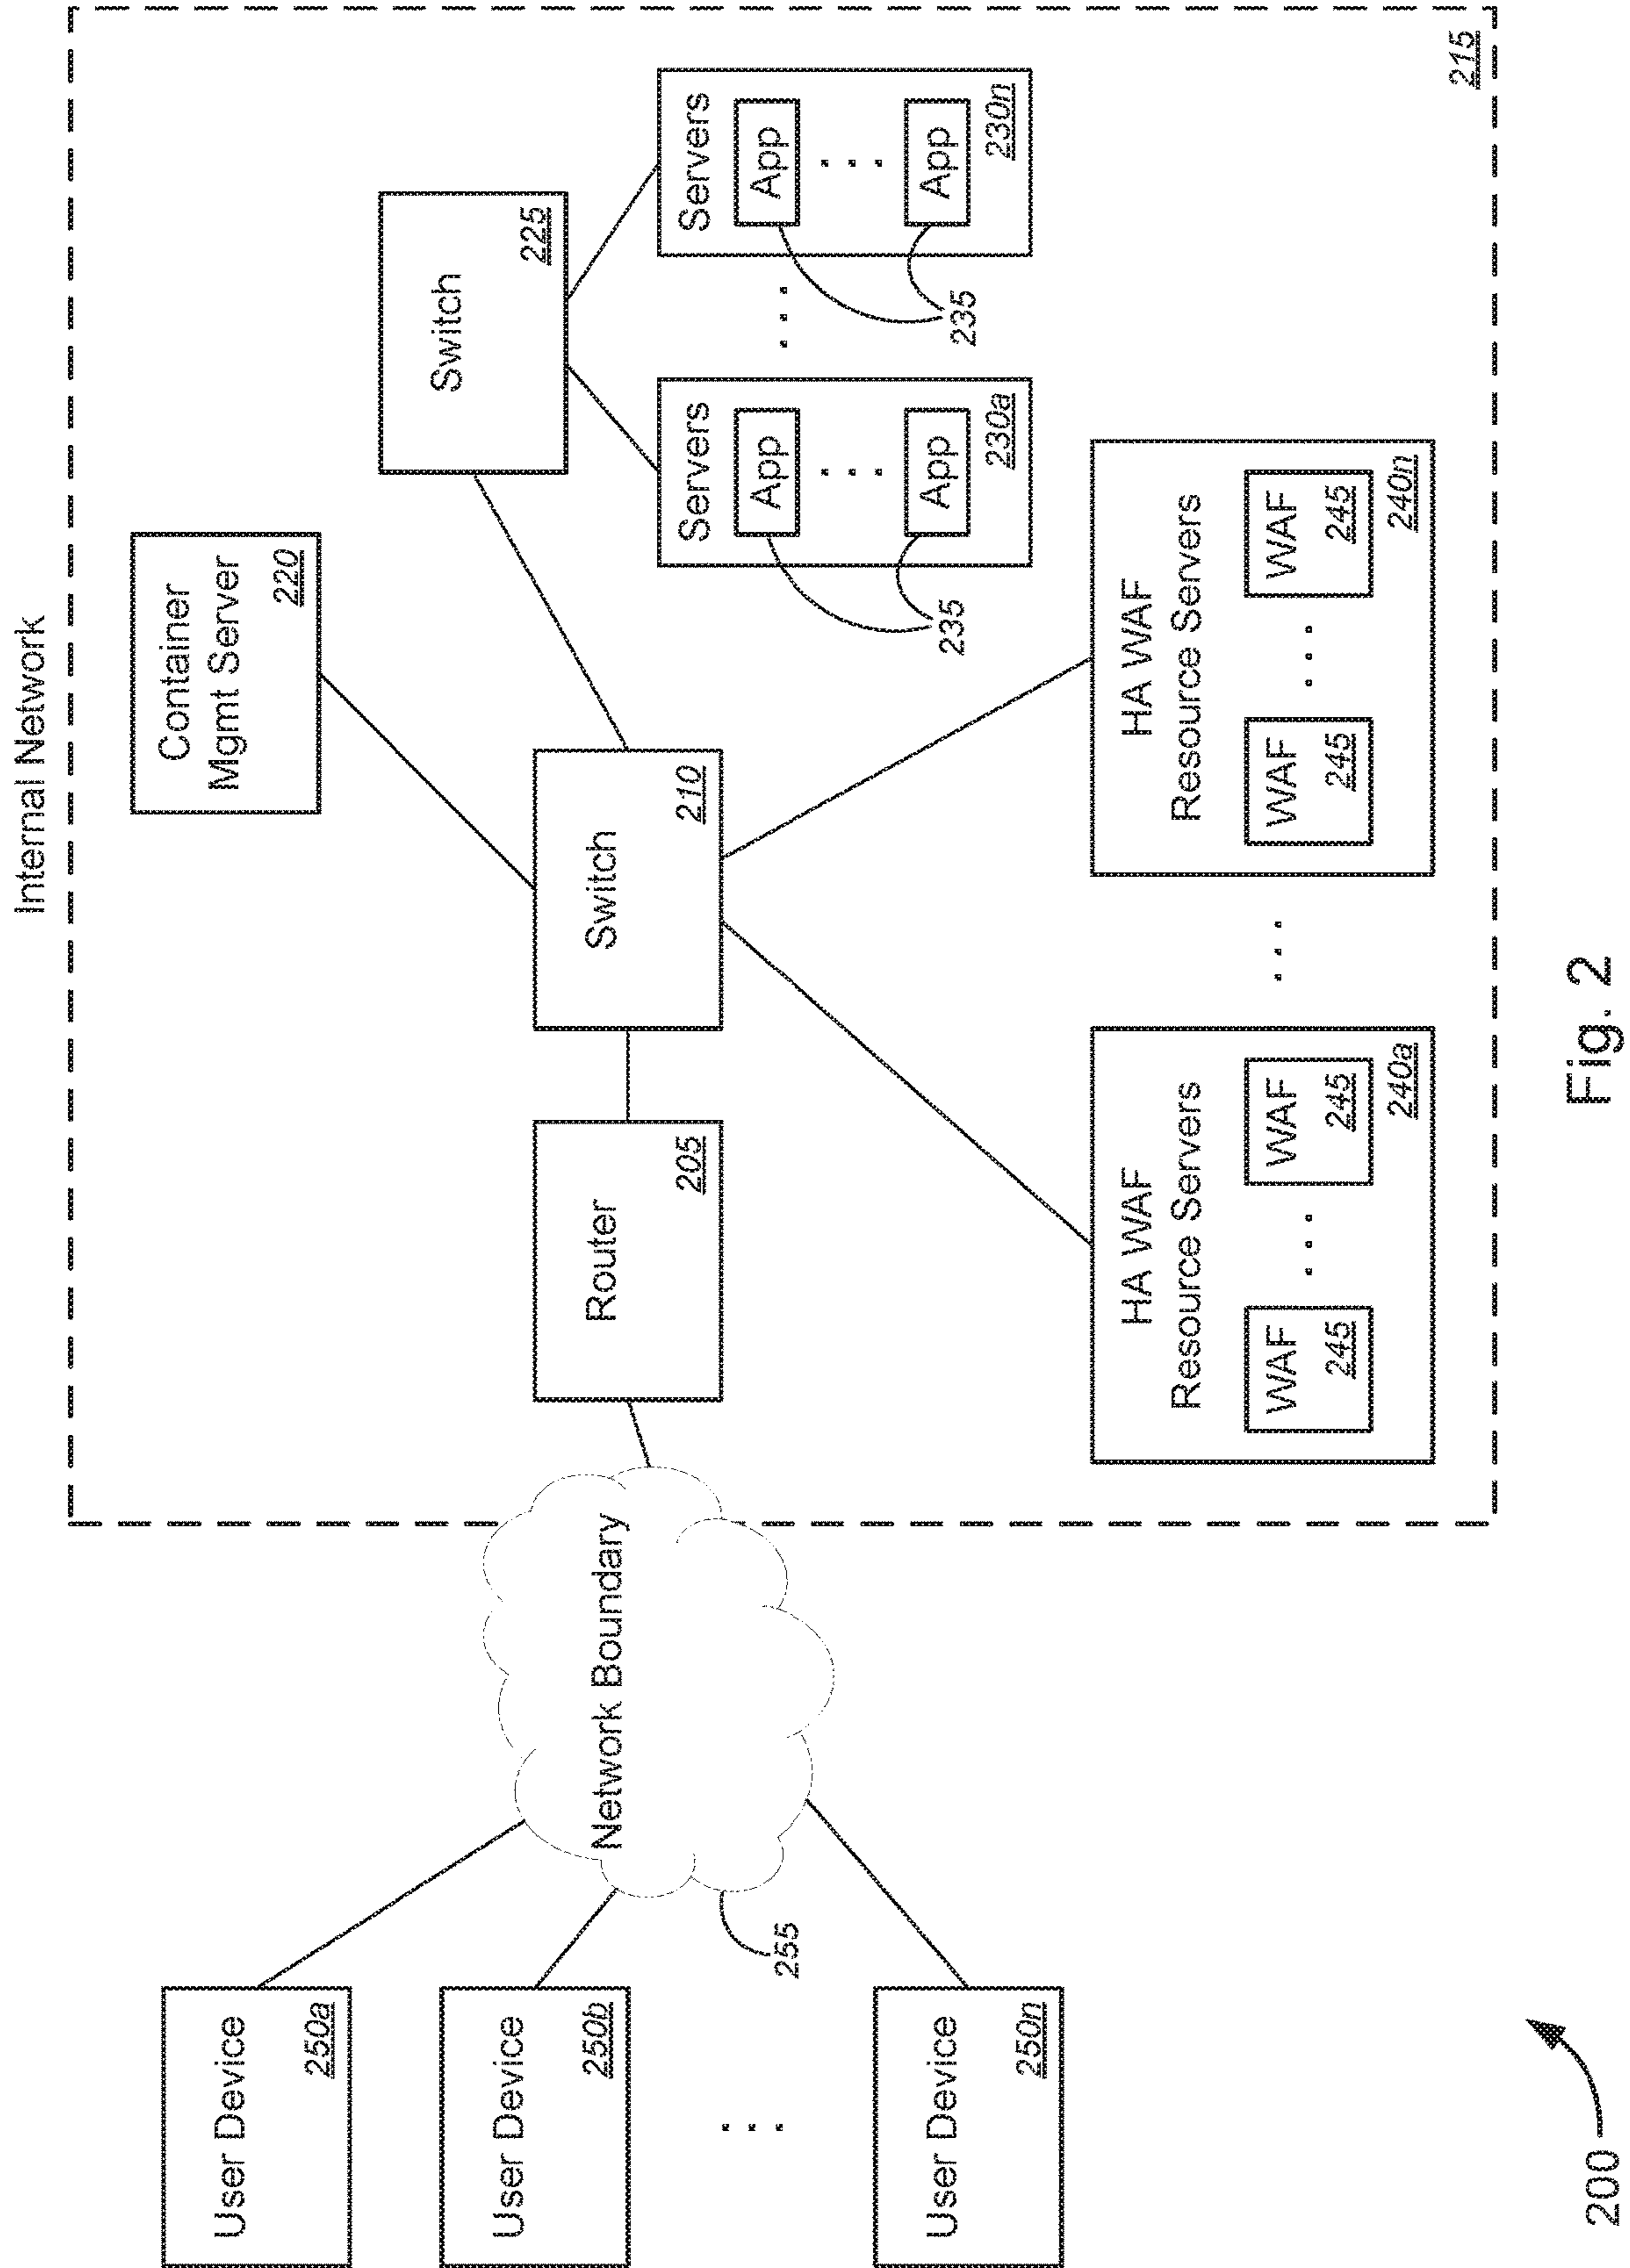 Internal Network
Container
Mgmt Server
220
Switch
225
User Device
250a
User Device
250b
. . .
User Device
250n
Network Boundary
255
Router
205
Switch
210
Servers
App
. . .
App
230a
235
. . .
Servers
App
. . .
App
230n
235
HA WAF
Resource Servers
WAF
245
. . .
WAF
245
240a
. . .
HA WAF
Resource Servers
WAF
245
. . .
WAF
245
240n
215
200
Fig. 2